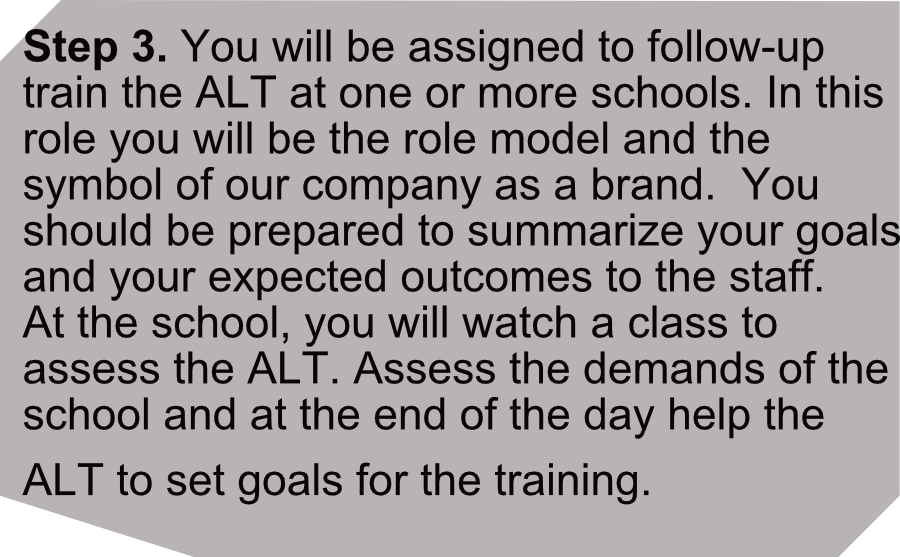 Step 3. You will be assigned to follow-up
train the ALT at one or more schools. In this
role you will be the role model and the
symbol of our company as a brand.  You
should be prepared to summarize your goals
and your expected outcomes to the staff.
At the school, you will watch a class to
assess the ALT. Assess the demands of the
school and at the end of the day help the
ALT to set goals for the training.